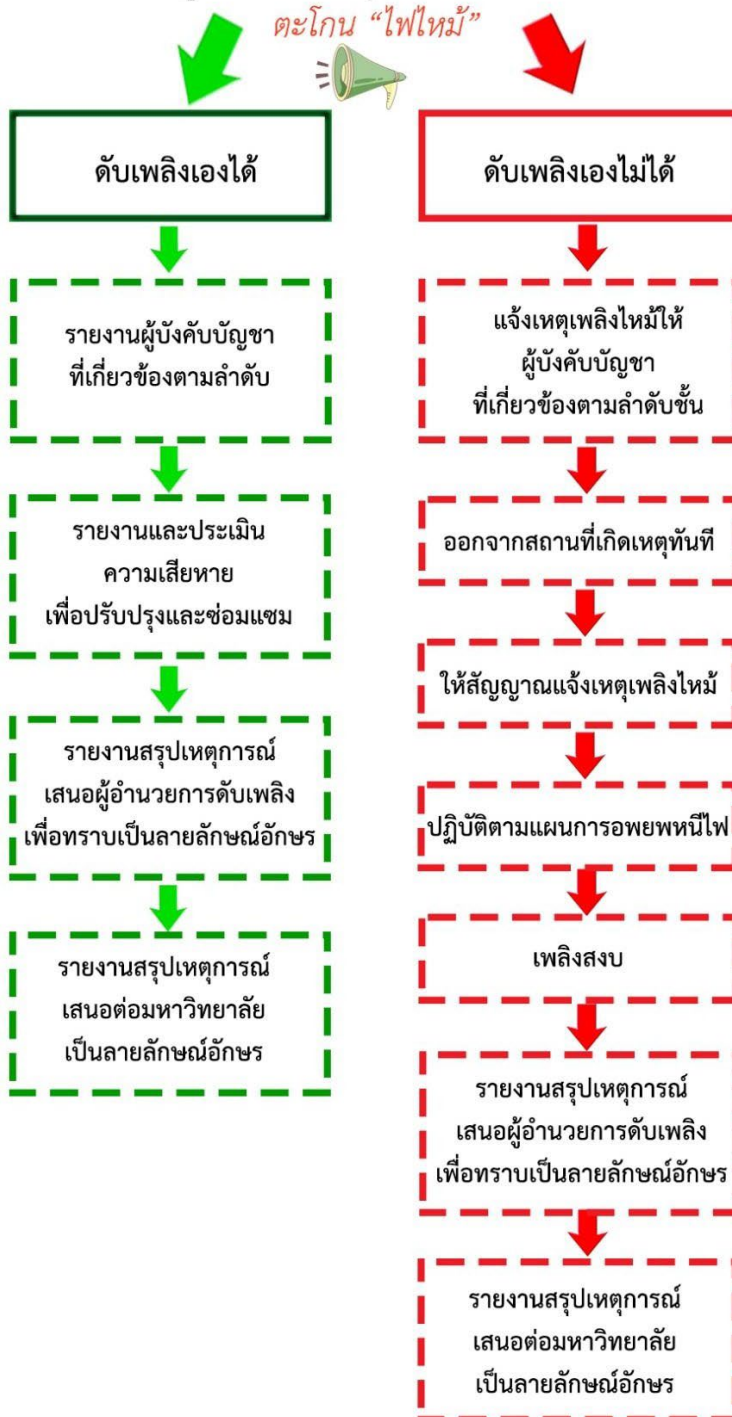 ตะโกน “ไฟไหม้”
ดับเพลิงเองได้
รายงานผู้บังคับบัญชา
ที่เกี่ยวข้องตามลำดับ
รายงานและประเมิน
ความเสียหาย
เพื่อปรับปรุงและซ่อมแซม
รายงานสรุปเหตุการณ์
เสนอผู้อำนวยการดับเพลิง
เพื่อทราบเป็นลายลักษณ์อักษร
รายงานสรุปเหตุการณ์
เสนอต่อมหาวิทยาลัย
เป็นลายลักษณ์อักษร
ดับเพลิงเองไม่ได้
แจ้งเหตุเพลิงไหม้ให้
ผู้บังคับบัญชา
ที่เกี่ยวข้องตามลำดับชั้น
ออกจากสถานที่เกิดเหตุทันที
ให้สัญญาณแจ้งเหตุเพลิงไหม้
ปฏิบัติตามแผนการอพยพหนีไฟ
เพลิงสงบ
รายงานสรุปเหตุการณ์
เสนอผู้อำนวยการดับเพลิง
เพื่อทราบเป็นลายลักษณ์อักษร
รายงานสรุปเหตุการณ์
เสนอต่อมหาวิทยาลัย
เป็นลายลักษณ์อักษร